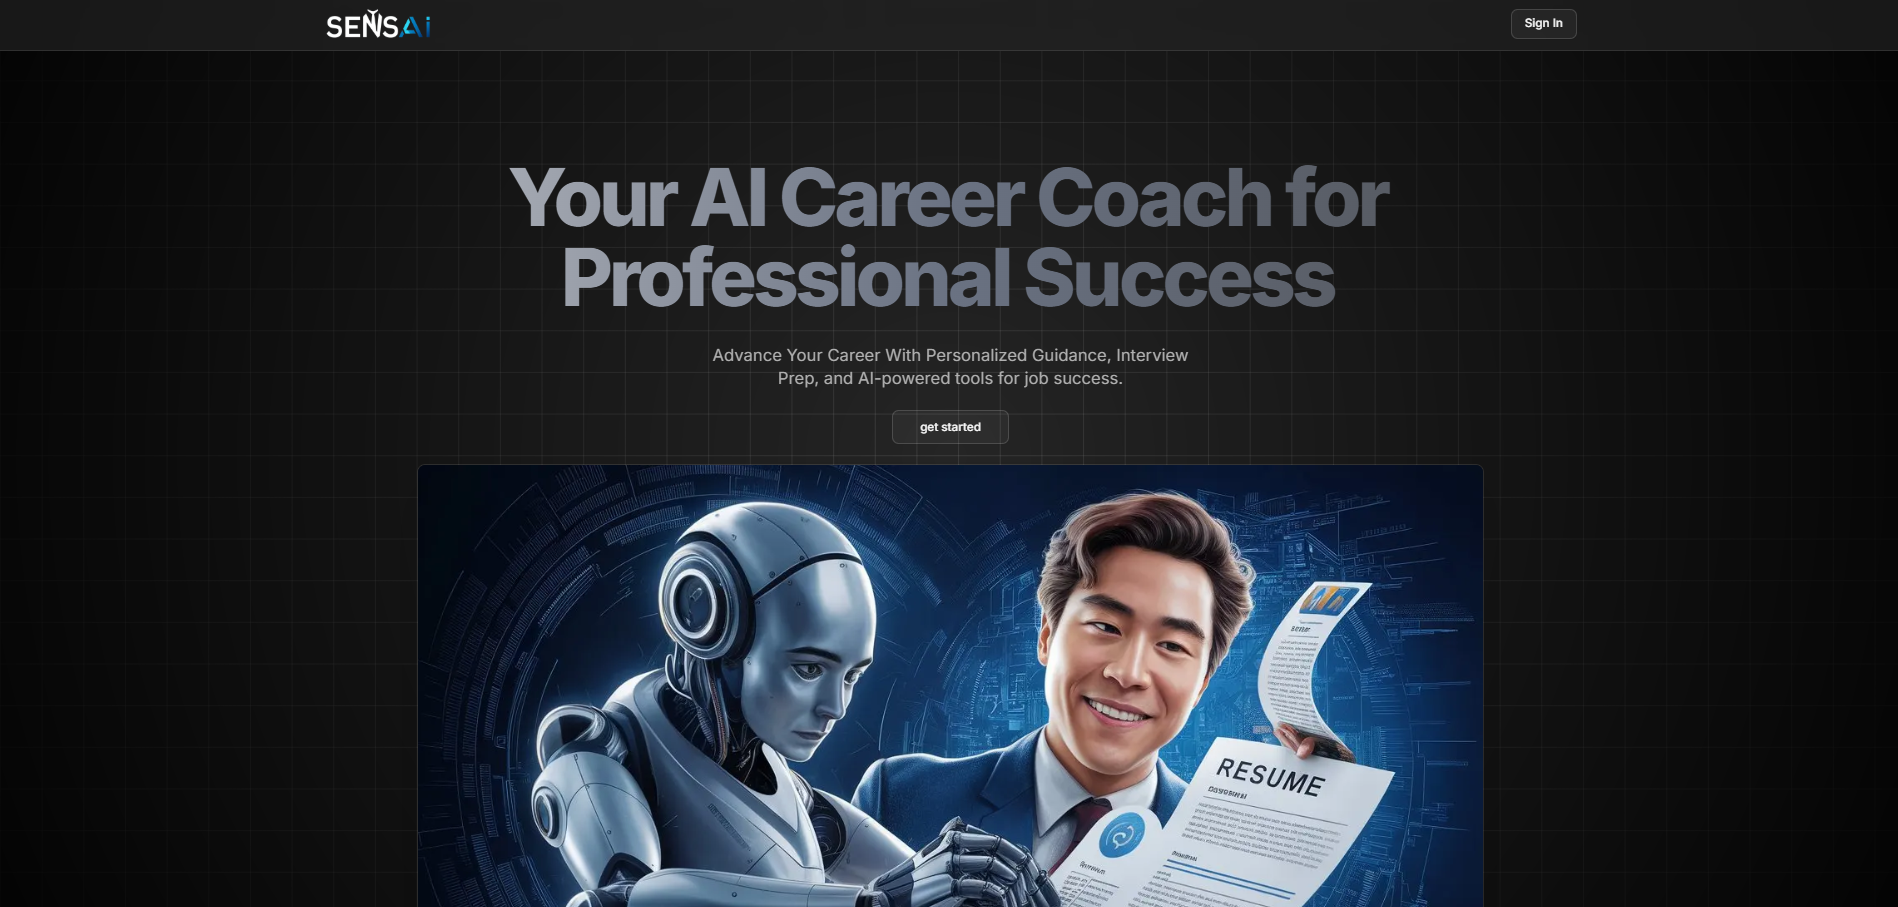 SENSAi
Sign In
Your AI Career Coach for
Professional Success
Advance Your Career With Personalized Guidance, Interview
Prep, and AI-powered tools for job success.
get started
RESUME